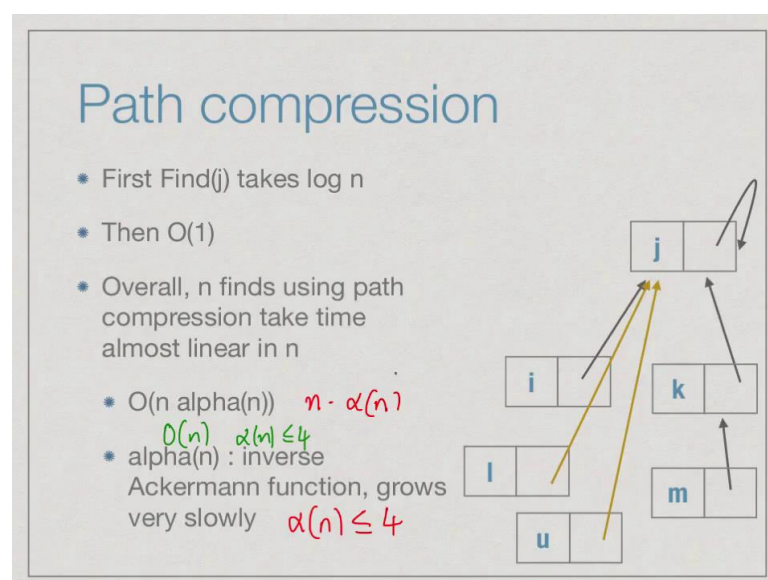 Path compression
First Find(j) takes log n
Then O(1)
Overall, n finds using path
compression take time
almost linear in n
O(n alpha(n)) n · α(n)
O(n) α(n) ≤ 4
alpha(n) : inverse
Ackermann function, grows
very slowly α(n) ≤ 4
j
i
k
l
m
u